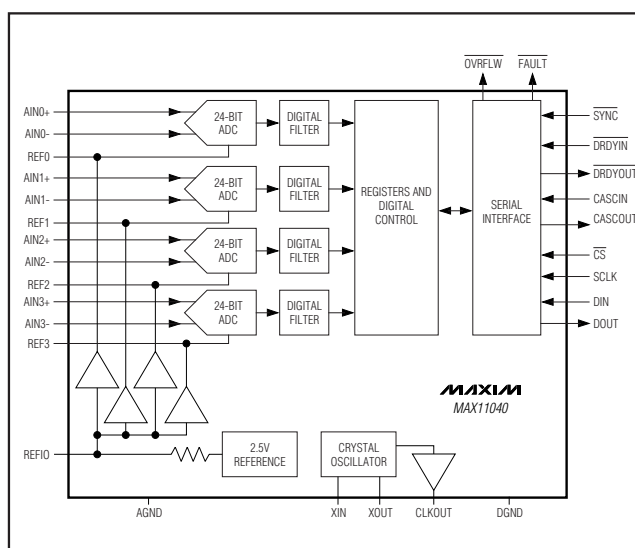 OVRFLW FAULT
AIN0+
AIN0-
REF0
AIN1+
AIN1-
REF1
AIN2+
AIN2-
REF2
AIN3+
AIN3-
REF3
REFIO
24-BIT
ADC
DIGITAL
FILTER
24-BIT
ADC
DIGITAL
FILTER
24-BIT
ADC
DIGITAL
FILTER
24-BIT
ADC
DIGITAL
FILTER
REGISTERS AND
DIGITAL
CONTROL
SERIAL
INTERFACE
SYNC
DRDYIN
DRDYOUT
CASCIN
CASCOUT
CS
SCLK
DIN
DOUT
MAXIM
MAX11040
2.5V
REFERENCE
CRYSTAL
OSCILLATOR
AGND XIN XOUT CLKOUT DGND